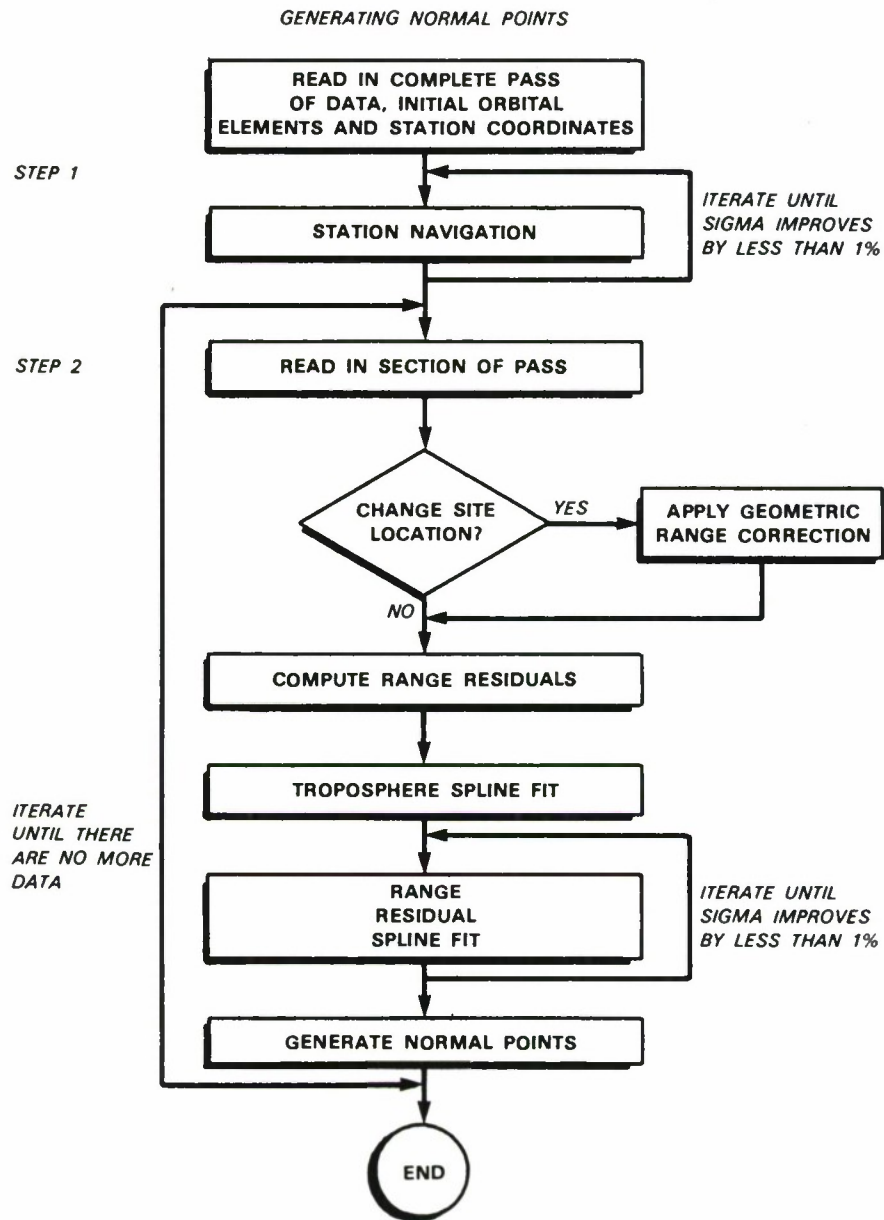 GENERATING NORMAL POINTS
READ IN COMPLETE PASS
OF DATA, INITIAL ORBITAL
ELEMENTS AND STATION COORDINATES
STEP 1
ITERATE UNTIL
SIGMA IMPROVES
BY LESS THAN 1%
STATION NAVIGATION
STEP 2
READ IN SECTION OF PASS
CHANGE SITE
LOCATION?
YES
APPLY GEOMETRIC
RANGE CORRECTION
NO
COMPUTE RANGE RESIDUALS
TROPOSPHERE SPLINE FIT
ITERATE
UNTIL THERE
ARE NO MORE
DATA
RANGE
RESIDUAL
SPLINE FIT
ITERATE UNTIL
SIGMA IMPROVES
BY LESS THAN 1%
GENERATE NORMAL POINTS
END